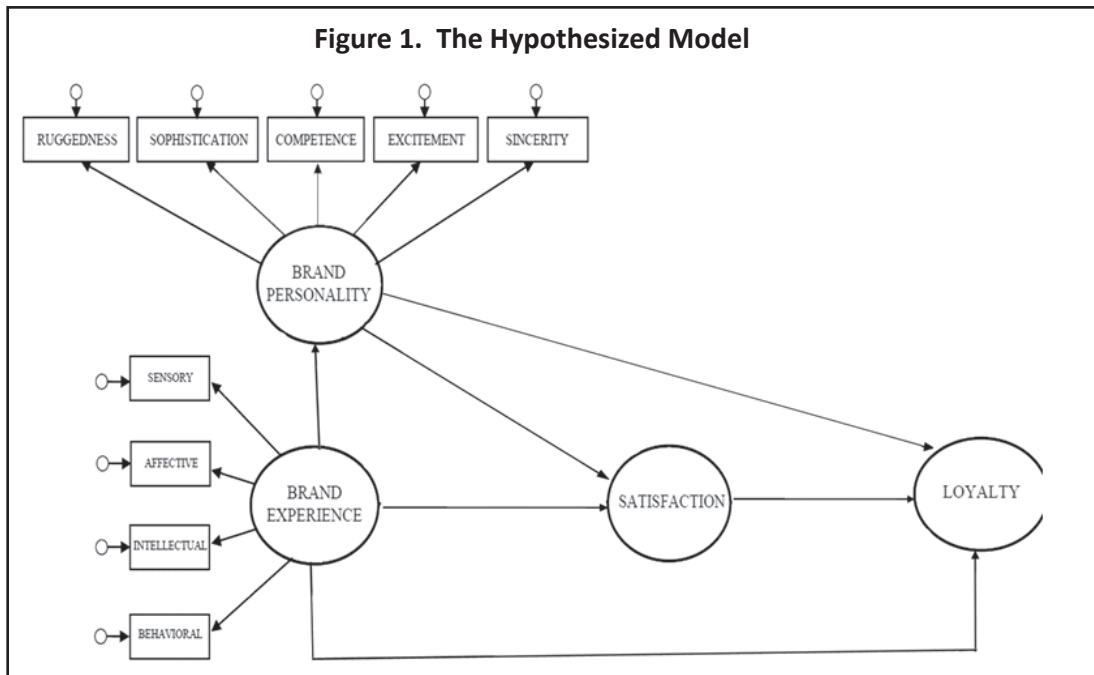 Figure 1. The Hypothesized Model
RUGGEDNESS
SOPHISTICATION
COMPETENCE
EXCITEMENT
SINCERITY
BRAND
PERSONALITY
SENSORY
AFFECTIVE
INTELLECTUAL
BEHAVIORAL
BRAND
EXPERIENCE
SATISFACTION
LOYALTY